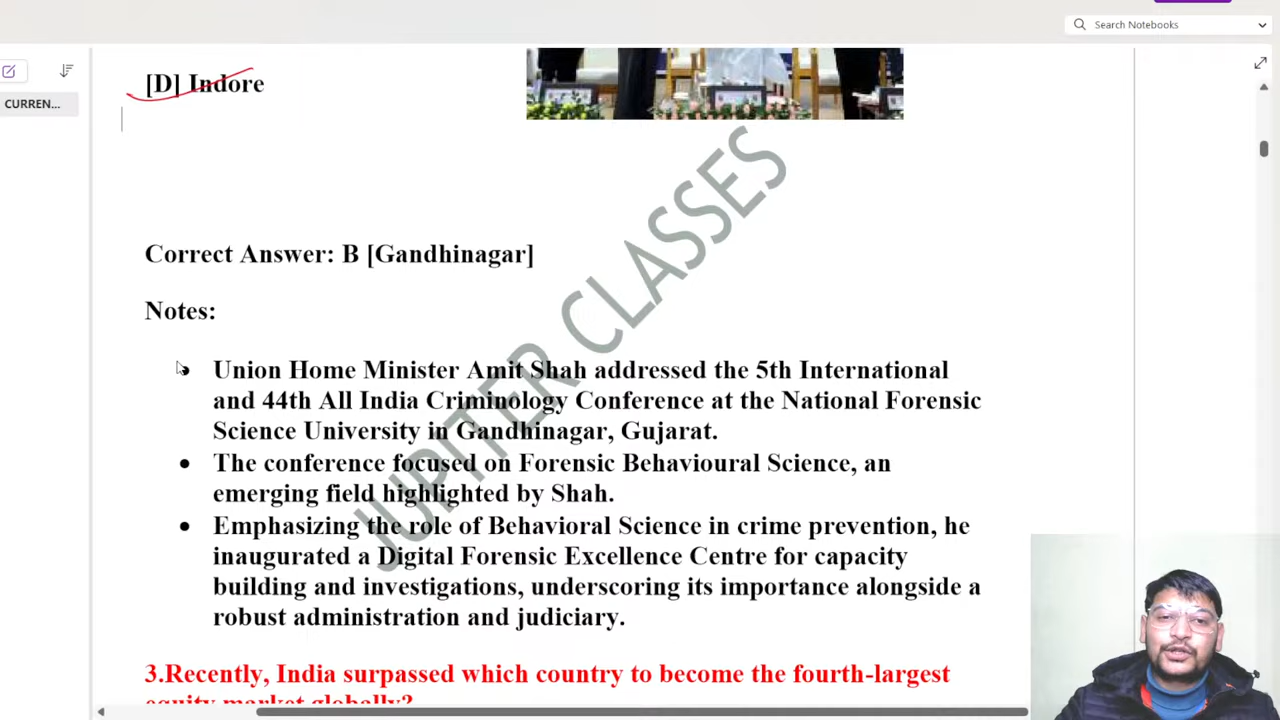 Search Notebooks
CURREN...
[D] Indore
Correct Answer: B [Gandhinagar]
Notes:
Union Home Minister Amit Shah addressed the 5th International
and 44th All India Criminology Conference at the National Forensic
Science University in Gandhinagar, Gujarat.
The conference focused on Forensic Behavioural Science, an
emerging field highlighted by Shah.
Emphasizing the role of Behavioral Science in crime prevention, he
inaugurated a Digital Forensic Excellence Centre for capacity
building and investigations, underscoring its importance alongside a
robust administration and judiciary.
3.Recently, India surpassed which country to become the fourth-largest
equity market globally?
JUPITER CLASSES